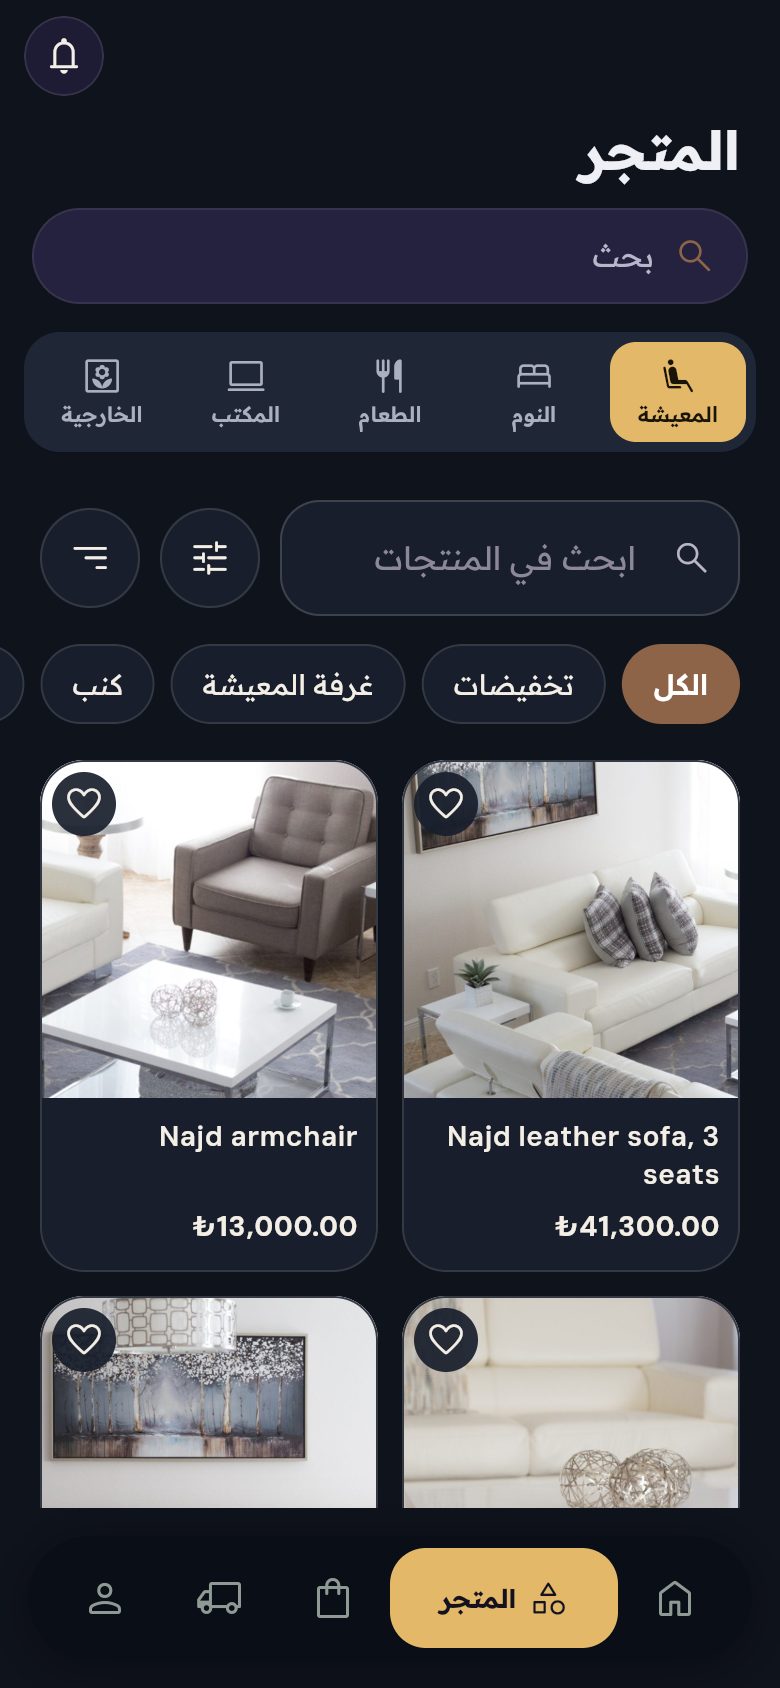 المتجر
بحث
المعيشة
النوم
الطعام
المكتب
الخارجية
ابحث في المنتجات
الكل
تخفيضات
غرفة المعيشة
كنب
Najd leather sofa, 3
seats
₺41,300.00
Najd armchair
₺13,000.00
المتجر